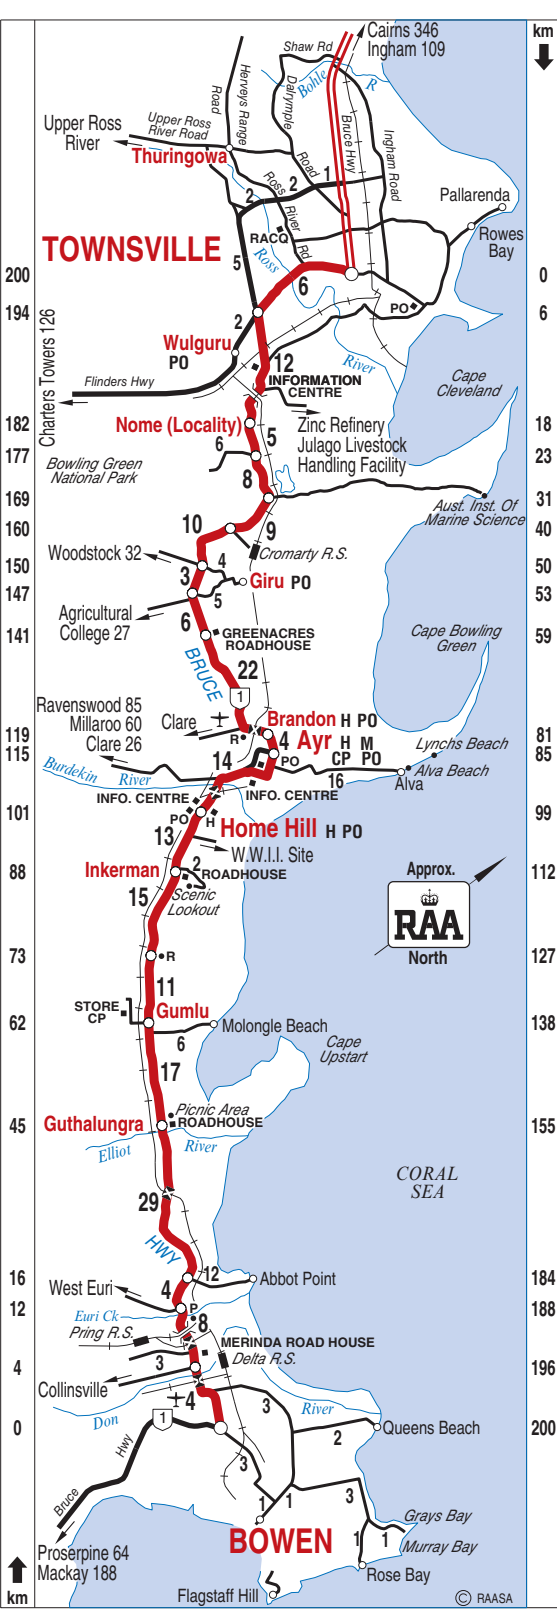 km
Cairns 346
Ingham 109
Shaw Rd
Bohle
R
Road
Herveys Range
Dalrymple
Road
Bruce Hwy
Ingham Road
Upper Ross
River
Upper Ross
River Road
Thuringowa
Ross
River
Rd
2
2
1
Pallarenda
Rowes
Bay
RACQ
TOWNSVILLE
5
Ross
6
200
0
194
PO
6
2
Wulguru
PO
12
River
Charters Towers 126
Flinders Hwy
INFORMATION
CENTRE
Cape
Cleveland
182
Nome (Locality)
Zinc Refinery
Julago Livestock
Handling Facility
18
5
177
6
23
Bowling Green
National Park
8
169
31
Aust. Inst. Of
Marine Science
160
10
9
40
Woodstock 32
Cromarty R.S.
150
4
50
3
Giru PO
147
5
53
Agricultural
College 27
6
141
GREENACRES
ROADHOUSE
59
Cape Bowling
Green
BRUCE
22
1
Ravenswood 85
Millaroo 60
Clare 26
Clare
Brandon H PO
119
R
4
Ayr H M
CP PO
81
115
85
Lynchs Beach
PO
14
Burdekin
River
16
Alva Beach
Alva
INFO. CENTRE
INFO. CENTRE
101
PO
H
99
13
Home Hill H PO
W.W.I.I. Site
88
Inkerman
2
ROADHOUSE
112
Approx.
RAA
North
15
Scenic
Lookout
73
R
127
11
STORE
CP
Gumlu
62
Molongle Beach
138
6
Cape
Upstart
17
Picnic Area
45
Guthalungra
ROADHOUSE
155
Elliot
River
CORAL
SEA
29
HWY
16
12
Abbot Point
184
West Euri
4
12
P
188
Euri Ck
8
Pring R.S.
MERINDA ROAD HOUSE
Delta R.S.
3
4
196
Collinsville
4
3
Don
River
1
0
2
Queens Beach
200
Hwy
3
Bruce
1
1
3
Grays Bay
BOWEN
1
1
Murray Bay
Proserpine 64
Mackay 188
Rose Bay
km
Flagstaff Hill
© RAASA